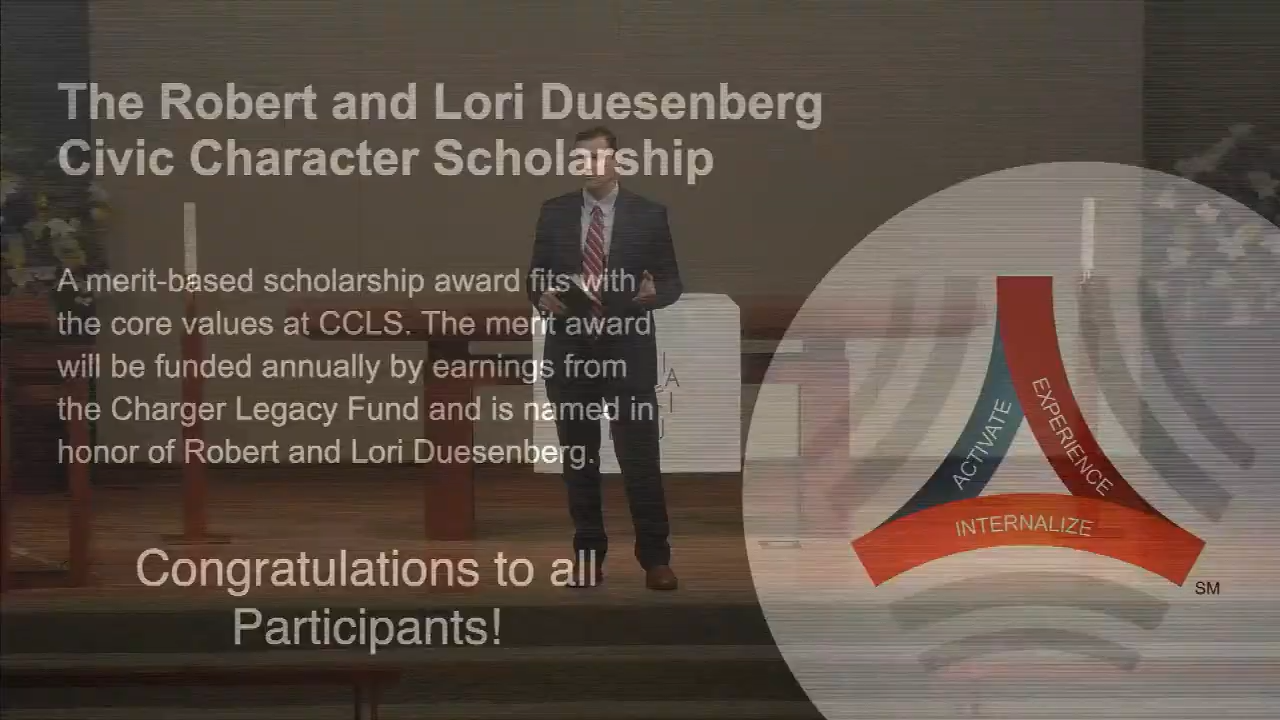 The Robert and Lori Duesenberg
Civic Character Scholarship
A merit-based scholarship award fits with
the core values at CCLS. The merit award
will be funded annually by earnings from
the Charger Legacy Fund and is named in
honor of Robert and Lori Duesenberg.
Congratulations to all
Participants!
ACTIVATE
EXPERIENCE
INTERNALIZE
SM